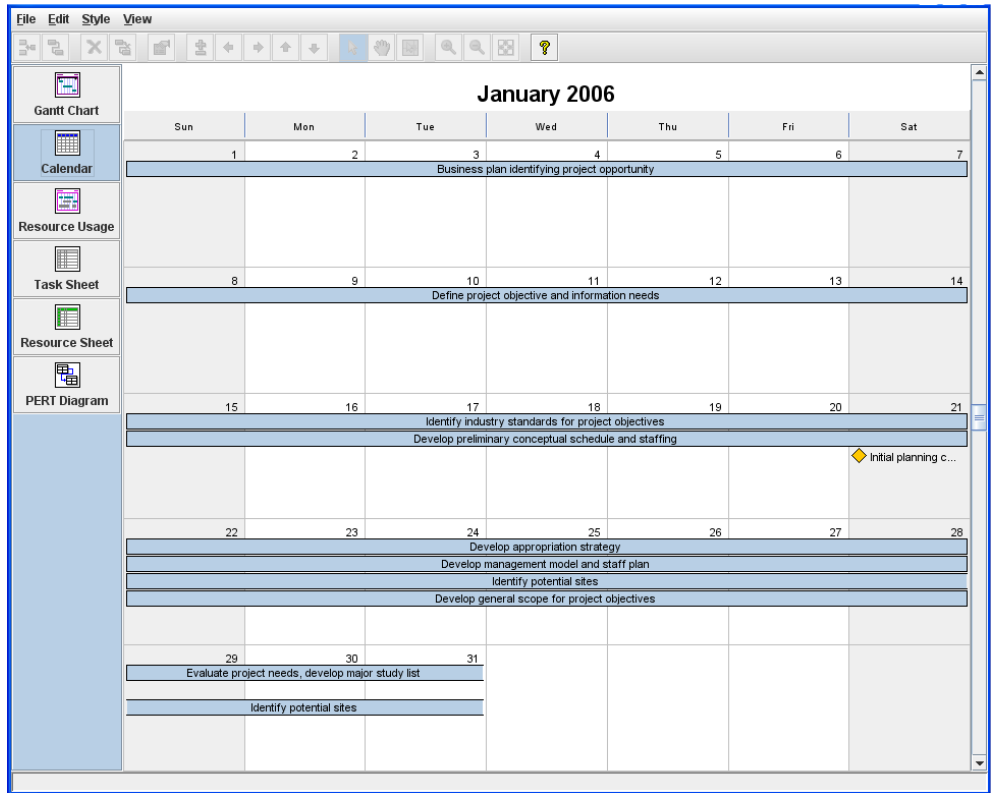 File Edit Style View
Gantt Chart
Calendar
Resource Usage
Task Sheet
Resource Sheet
PERT Diagram
January 2006
Sun Mon Tue Wed Thu Fri Sat
1 2 3 4 5 6 7
Business plan identifying project opportunity
8 9 10 11 12 13 14
Define project objective and information needs
15 16 17 18 19 20 21
Identify industry standards for project objectives
Develop preliminary conceptual schedule and staffing
Initial planning c...
22 23 24 25 26 27 28
Develop appropriation strategy
Develop management model and staff plan
Identify potential sites
Develop general scope for project objectives
29 30 31
Evaluate project needs, develop major study list
Identify potential sites